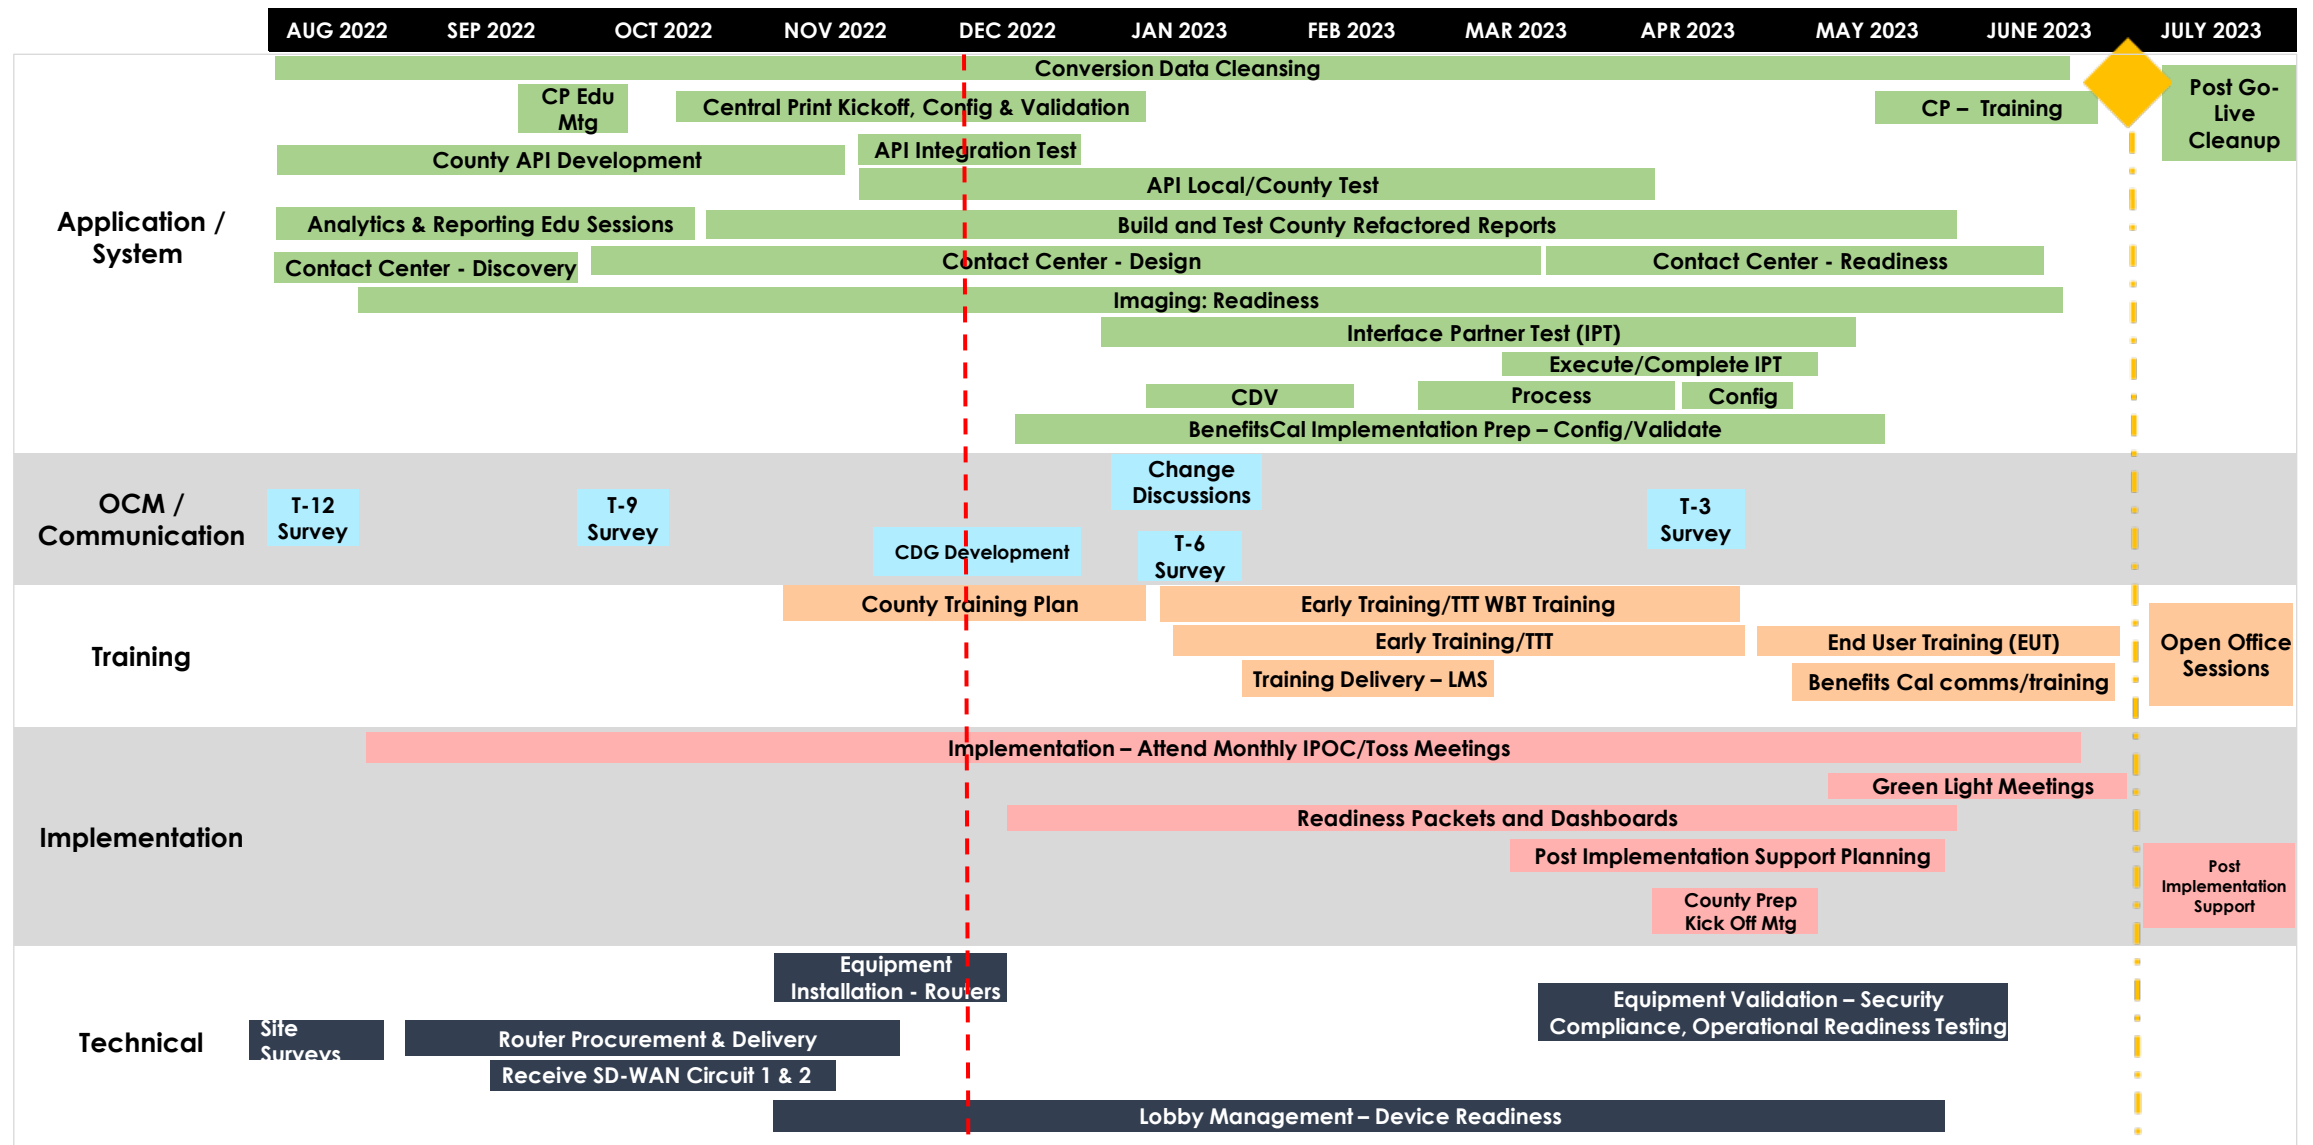 AUG 2022 SEP 2022 OCT 2022 NOV 2022 DEC 2022 JAN 2023 FEB 2023 MAR 2023 APR 2023 MAY 2023 JUNE 2023 JULY 2023
Application /
System
Conversion Data Cleansing
CP Edu
Mtg
Central Print Kickoff, Config & Validation
CP – Training
Post Go-
Live
Cleanup
County API Development
API Integration Test
API Local/County Test
Analytics & Reporting Edu Sessions
Build and Test County Refactored Reports
Contact Center - Discovery
Contact Center - Design
Contact Center - Readiness
Imaging: Readiness
Interface Partner Test (IPT)
Execute/Complete IPT
CDV
Process
Config
BenefitsCal Implementation Prep – Config/Validate
OCM /
Communication
T-12
Survey
T-9
Survey
CDG Development
Change
Discussions
T-6
Survey
T-3
Survey
Training
County Training Plan
Early Training/TTT WBT Training
Early Training/TTT
End User Training (EUT)
Training Delivery – LMS
Benefits Cal comms/training
Open Office
Sessions
Implementation
Implementation – Attend Monthly IPOC/Toss Meetings
Green Light Meetings
Readiness Packets and Dashboards
Post Implementation Support Planning
County Prep
Kick Off Mtg
Post
Implementation
Support
Technical
Equipment
Installation - Routers
Equipment Validation – Security
Compliance, Operational Readiness Testing
Site
Surveys
Router Procurement & Delivery
Receive SD-WAN Circuit 1 & 2
Lobby Management – Device Readiness